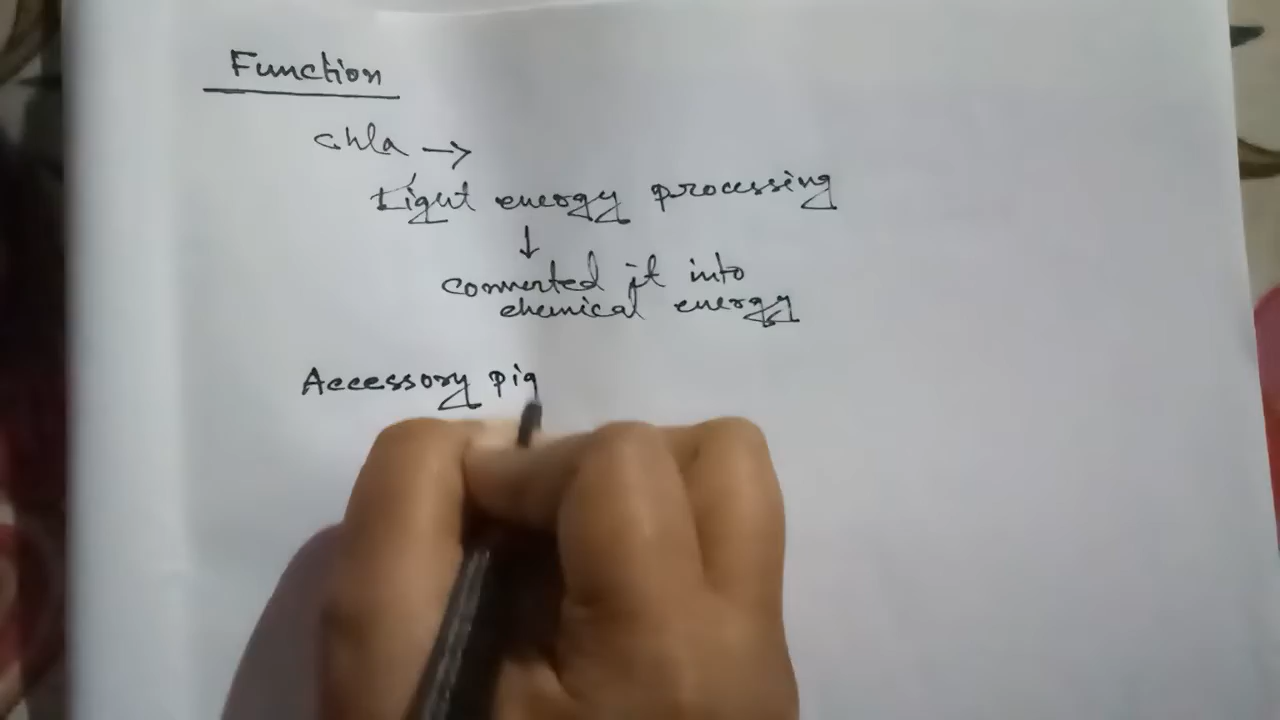 Function
chla →
Light energy processing
↓
converted it into
chemical energy
Accessory pig